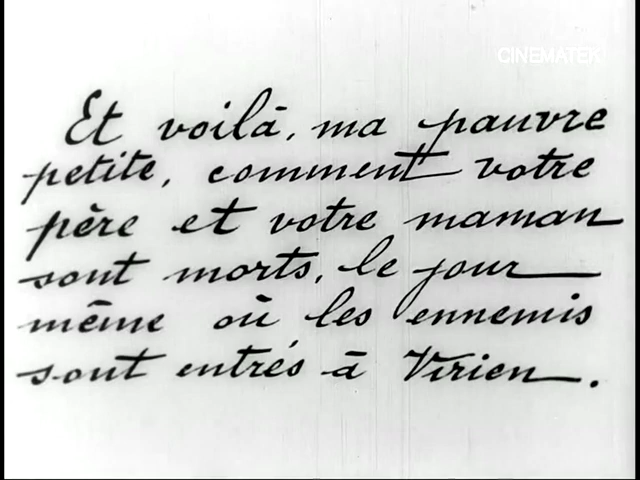 CINEMATEK
Et voilà, ma pauvre
petite, comment votre
père et votre maman
sont morts, le jour
même où les ennemis
sont entrés à Virien.